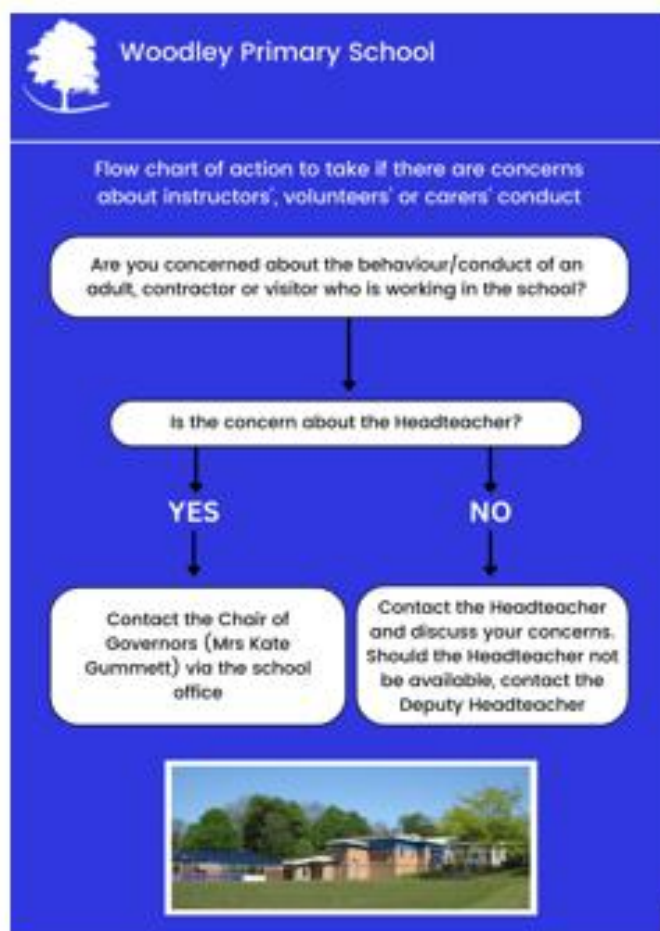 Woodley Primary School
Flow chart of action to take if there are concerns
about instructors', volunteers' or carers' conduct
Are you concerned about the behaviour/conduct of an
adult, contractor or visitor who is working in the school?
Is the concern about the Headteacher?
YES
NO
Contact the Chair of
Governors (Mrs Kate
Gummett) via the school
office
Contact the Headteacher
and discuss your concerns.
Should the Headteacher not
be available, contact the
Deputy Headteacher